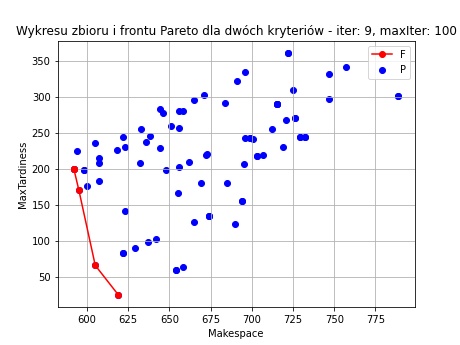 Wykresu zbioru i frontu Pareto dla dwóch kryteriów - iter: 9, maxIter: 100
F
P
350
300
250
200
150
100
50
MaxTardiness
600 625 650 675 700 725 750 775
Makespace